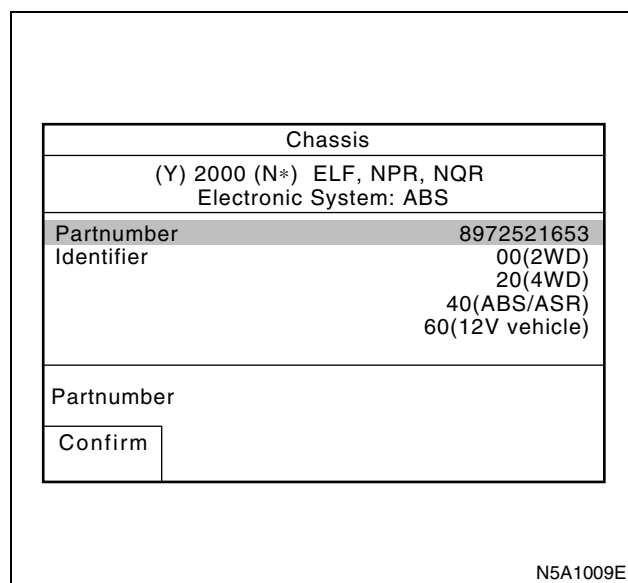 Chassis
(Y) 2000 (N*) ELF, NPR, NQR
Electronic System: ABS
Partnumber 8972521653
Identifier 00(2WD)
20(4WD)
40(ABS/ASR)
60(12V vehicle)
Partnumber
Confirm
N5A1009E